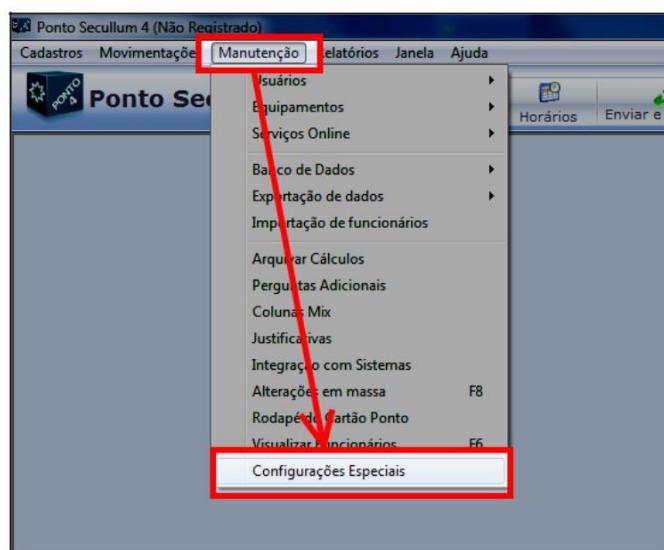 Ponto Secullum 4 (Não Registrado)
Cadastros Movimentaçõe Manutenção Relatórios Janela Ajuda
Ponto Sec
Horários
Enviar e
Usuários
Equipamentos
Serviços Online
Banco de Dados
Exportação de dados
Importação de funcionários
Arquivar Cálculos
Perguntas Adicionais
Colunas Mix
Justificativas
Integração com Sistemas
Alterações em massa F8
Rodapé do Cartão Ponto
Visualizar Funcionários F6
Configurações Especiais